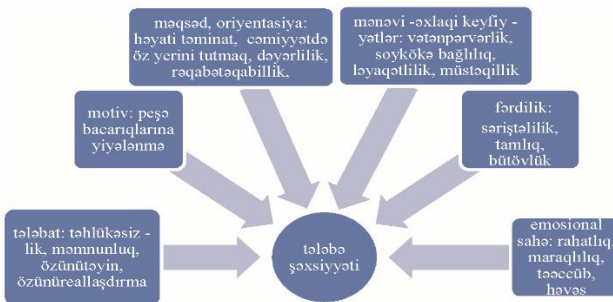 məqsəd, oriyentasiya:
həyati təminat, cəmiyyətdə
öz yerini tutmaq, dəyərlilik,
rəqabətəqabillik,
mənəvi -əxlaqi keyfiy -
yətlər: vətənpərvərlik,
soykökə bağlılıq,
ləyaqətlilik, müstəqillik
motiv: peşə
bacarıqlarına
yiyələnmə
fərdilik:
səriştəlilik,
tamlıq,
bütövlük
tələbat: təhlükəsiz -
lik, məmnunluq,
özünütəyin,
özünüreallaşdırma
tələbə
şəxsiyyəti
emosional
sahə: rahatlıq,
maraqlılıq,
təəccüb,
həvəs